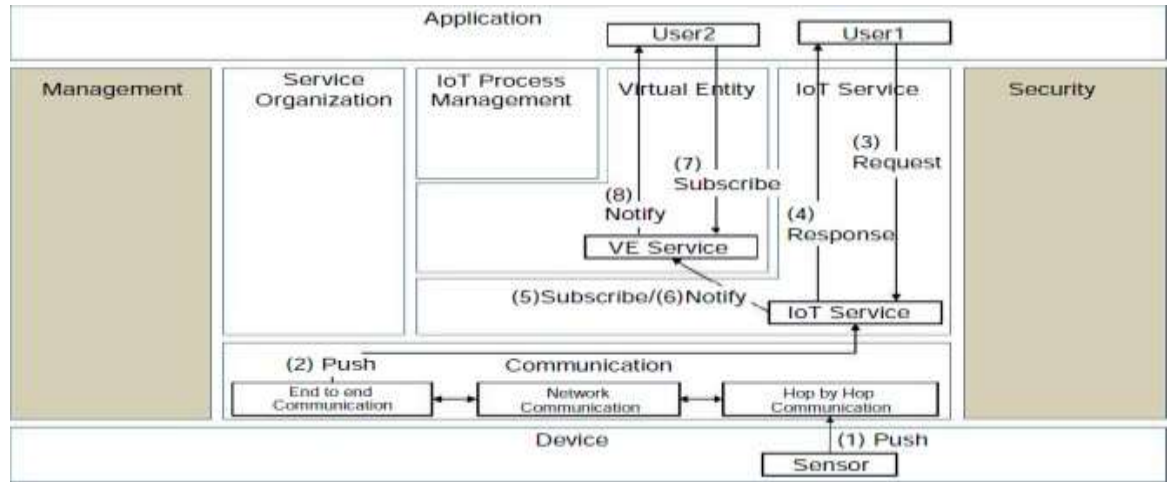 Application
User2
User1
Management
Service
Organization
IoT Process
Management
Virtual Entity
IoT Service
Security
(3)
Request
(7)
Subscribe
(8)
Notify
(4)
Response
VE Service
(5)Subscribe/(6)Notify
IoT Service
(2) Push
Communication
End to end
Communication
Network
Communication
Hop by Hop
Communication
Device
(1) Push
Sensor